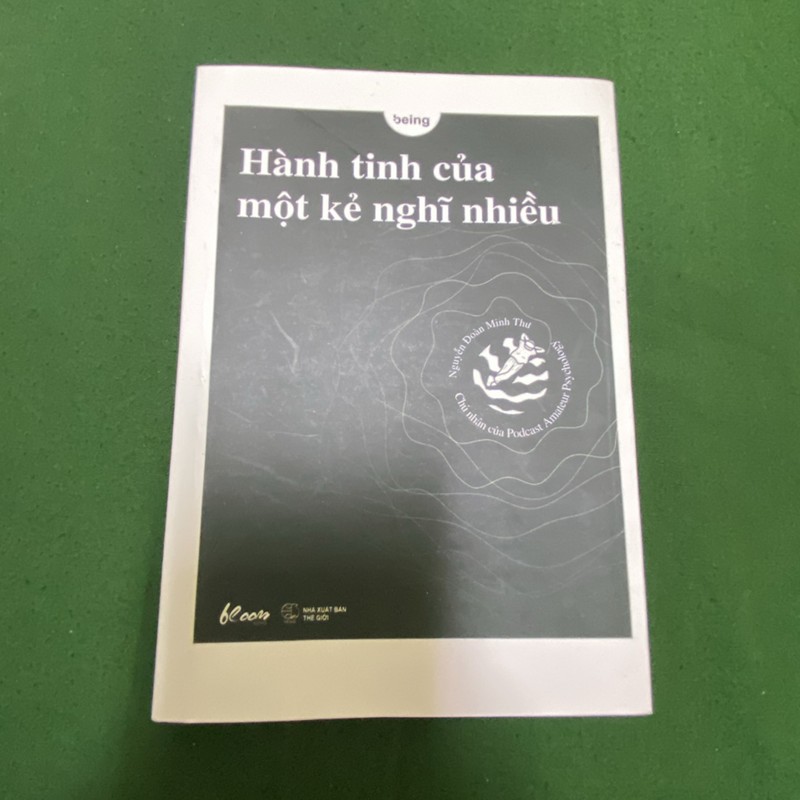 being
Hành tinh của
một kẻ nghĩ nhiều
Nguyễn Đoàn Minh Thư
Chủ nhân của Podcast Amateur Psychology
bloom
NHÀ XUẤT BẢN
THẾ GIỚI